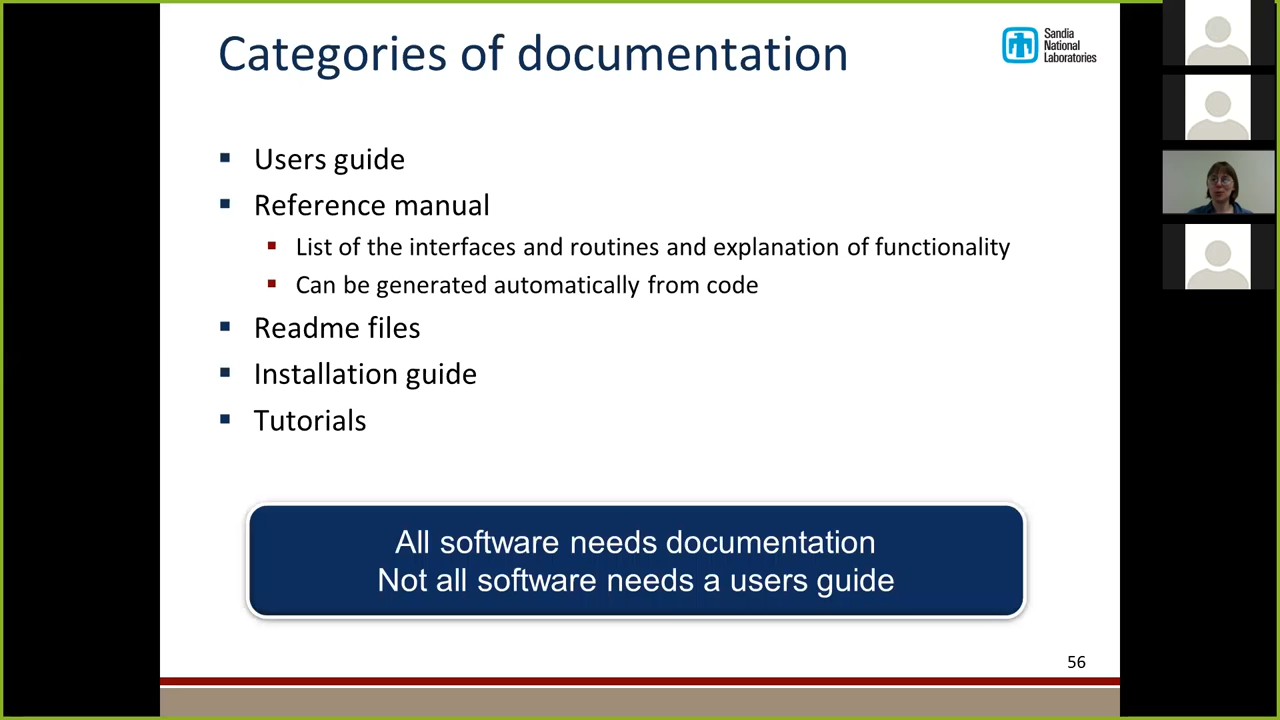 Categories of documentation
Sandia
National
Laboratories
Users guide
Reference manual
List of the interfaces and routines and explanation of functionality
Can be generated automatically from code
Readme files
Installation guide
Tutorials
All software needs documentation
Not all software needs a users guide
56